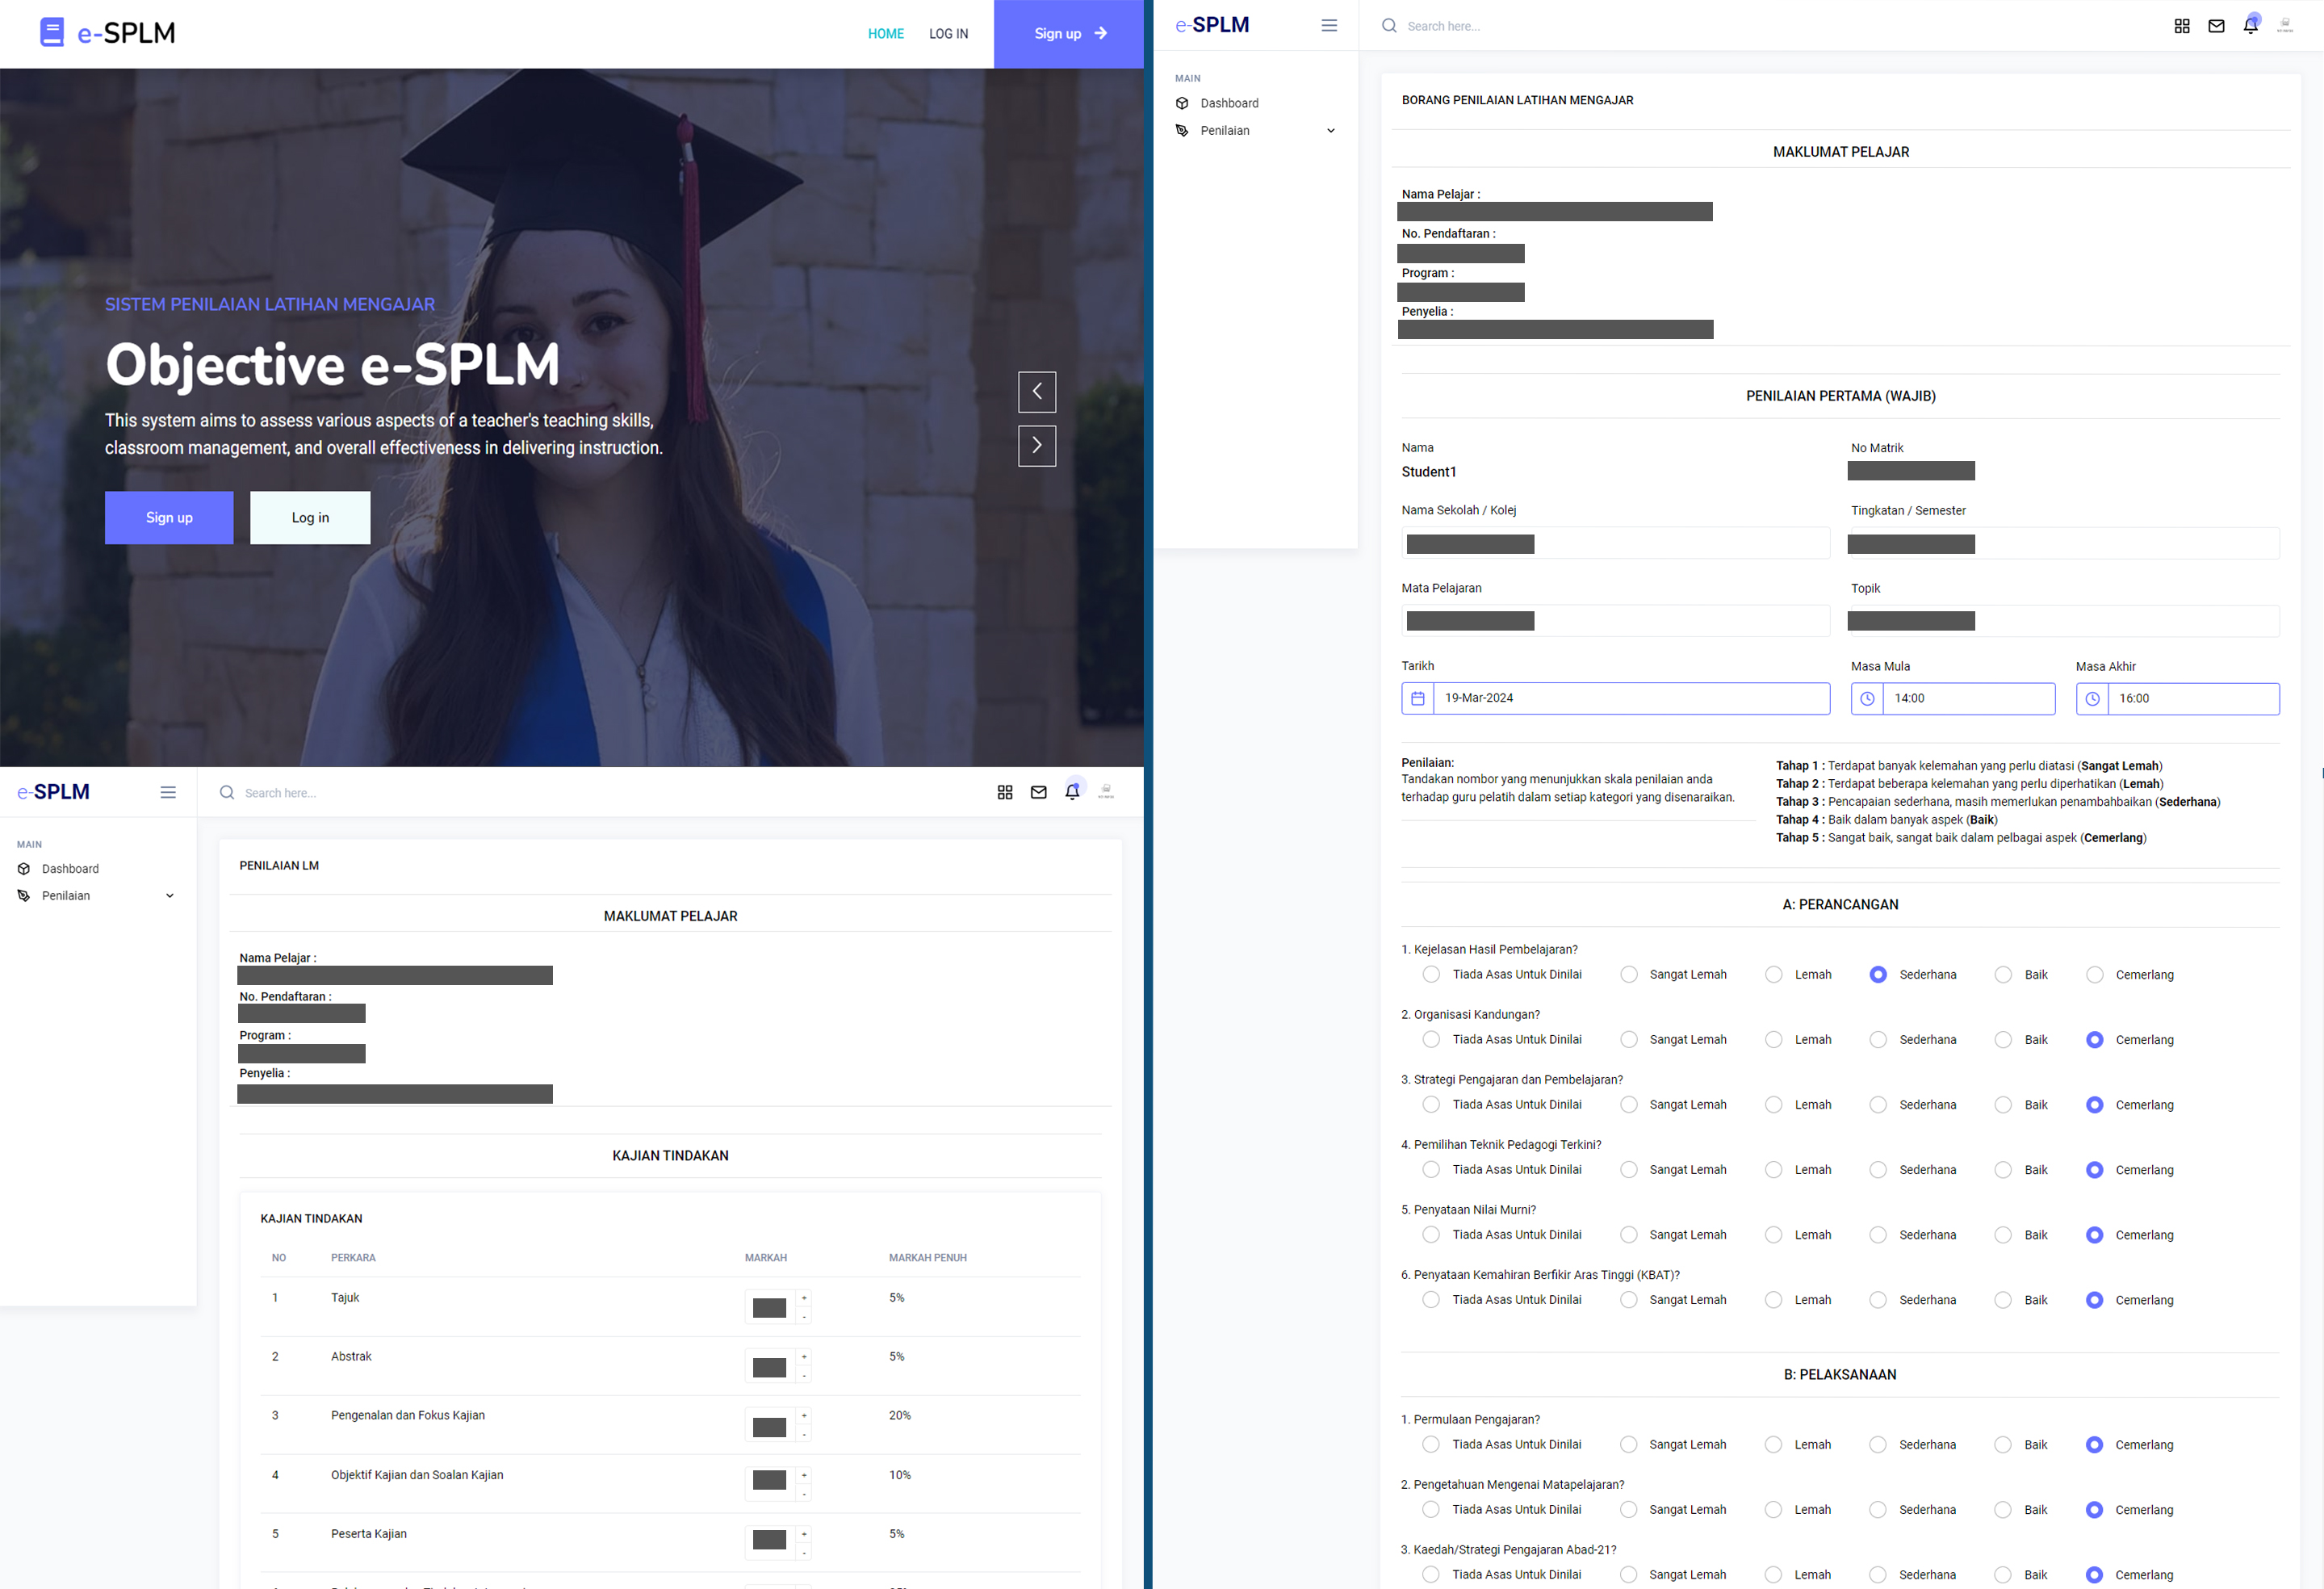 e-SPLM
HOME LOG IN Sign up
SISTEM PENILAIAN LATIHAN MENGAJAR
Objective e-SPLM
This system aims to assess various aspects of a teacher's teaching skills,
classroom management, and overall effectiveness in delivering instruction.
Sign up Log in
e-SPLM
Search here...
MAIN
Dashboard
Penilaian
PENILAIAN LM
MAKLUMAT PELAJAR
Nama Pelajar :
No. Pendaftaran :
Program :
Penyelia :
KAJIAN TINDAKAN
KAJIAN TINDAKAN
NO PERKARA MARKAH MARKAH PENUH
1 Tajuk + - 5%
2 Abstrak + - 5%
3 Pengenalan dan Fokus Kajian + - 20%
4 Objektif Kajian dan Soalan Kajian + - 10%
5 Peserta Kajian + - 5%
e-SPLM
Search here...
MAIN
Dashboard
Penilaian
BORANG PENILAIAN LATIHAN MENGAJAR
MAKLUMAT PELAJAR
Nama Pelajar :
No. Pendaftaran :
Program :
Penyelia :
PENILAIAN PERTAMA (WAJIB)
Nama No Matrik
Student1
Nama Sekolah / Kolej Tingkatan / Semester
Mata Pelajaran Topik
Tarikh Masa Mula Masa Akhir
19-Mar-2024 14:00 16:00
Penilaian:
Tandakan nombor yang menunjukkan skala penilaian anda
terhadap guru pelatih dalam setiap kategori yang disenaraikan.
Tahap 1 : Terdapat banyak kelemahan yang perlu diatasi (Sangat Lemah)
Tahap 2 : Terdapat beberapa kelemahan yang perlu diperhatikan (Lemah)
Tahap 3 : Pencapaian sederhana, masih memerlukan penambahbaikan (Sederhana)
Tahap 4 : Baik dalam banyak aspek (Baik)
Tahap 5 : Sangat baik, sangat baik dalam pelbagai aspek (Cemerlang)
A: PERANCANGAN
1. Kejelasan Hasil Pembelajaran?
Tiada Asas Untuk Dinilai Sangat Lemah Lemah Sederhana Baik Cemerlang
2. Organisasi Kandungan?
Tiada Asas Untuk Dinilai Sangat Lemah Lemah Sederhana Baik Cemerlang
3. Strategi Pengajaran dan Pembelajaran?
Tiada Asas Untuk Dinilai Sangat Lemah Lemah Sederhana Baik Cemerlang
4. Pemilihan Teknik Pedagogi Terkini?
Tiada Asas Untuk Dinilai Sangat Lemah Lemah Sederhana Baik Cemerlang
5. Penyataan Nilai Murni?
Tiada Asas Untuk Dinilai Sangat Lemah Lemah Sederhana Baik Cemerlang
6. Penyataan Kemahiran Berfikir Aras Tinggi (KBAT)?
Tiada Asas Untuk Dinilai Sangat Lemah Lemah Sederhana Baik Cemerlang
B: PELAKSANAAN
1. Permulaan Pengajaran?
Tiada Asas Untuk Dinilai Sangat Lemah Lemah Sederhana Baik Cemerlang
2. Pengetahuan Mengenai Matapelajaran?
Tiada Asas Untuk Dinilai Sangat Lemah Lemah Sederhana Baik Cemerlang
3. Kaedah/Strategi Pengajaran Abad-21?
Tiada Asas Untuk Dinilai Sangat Lemah Lemah Sederhana Baik Cemerlang